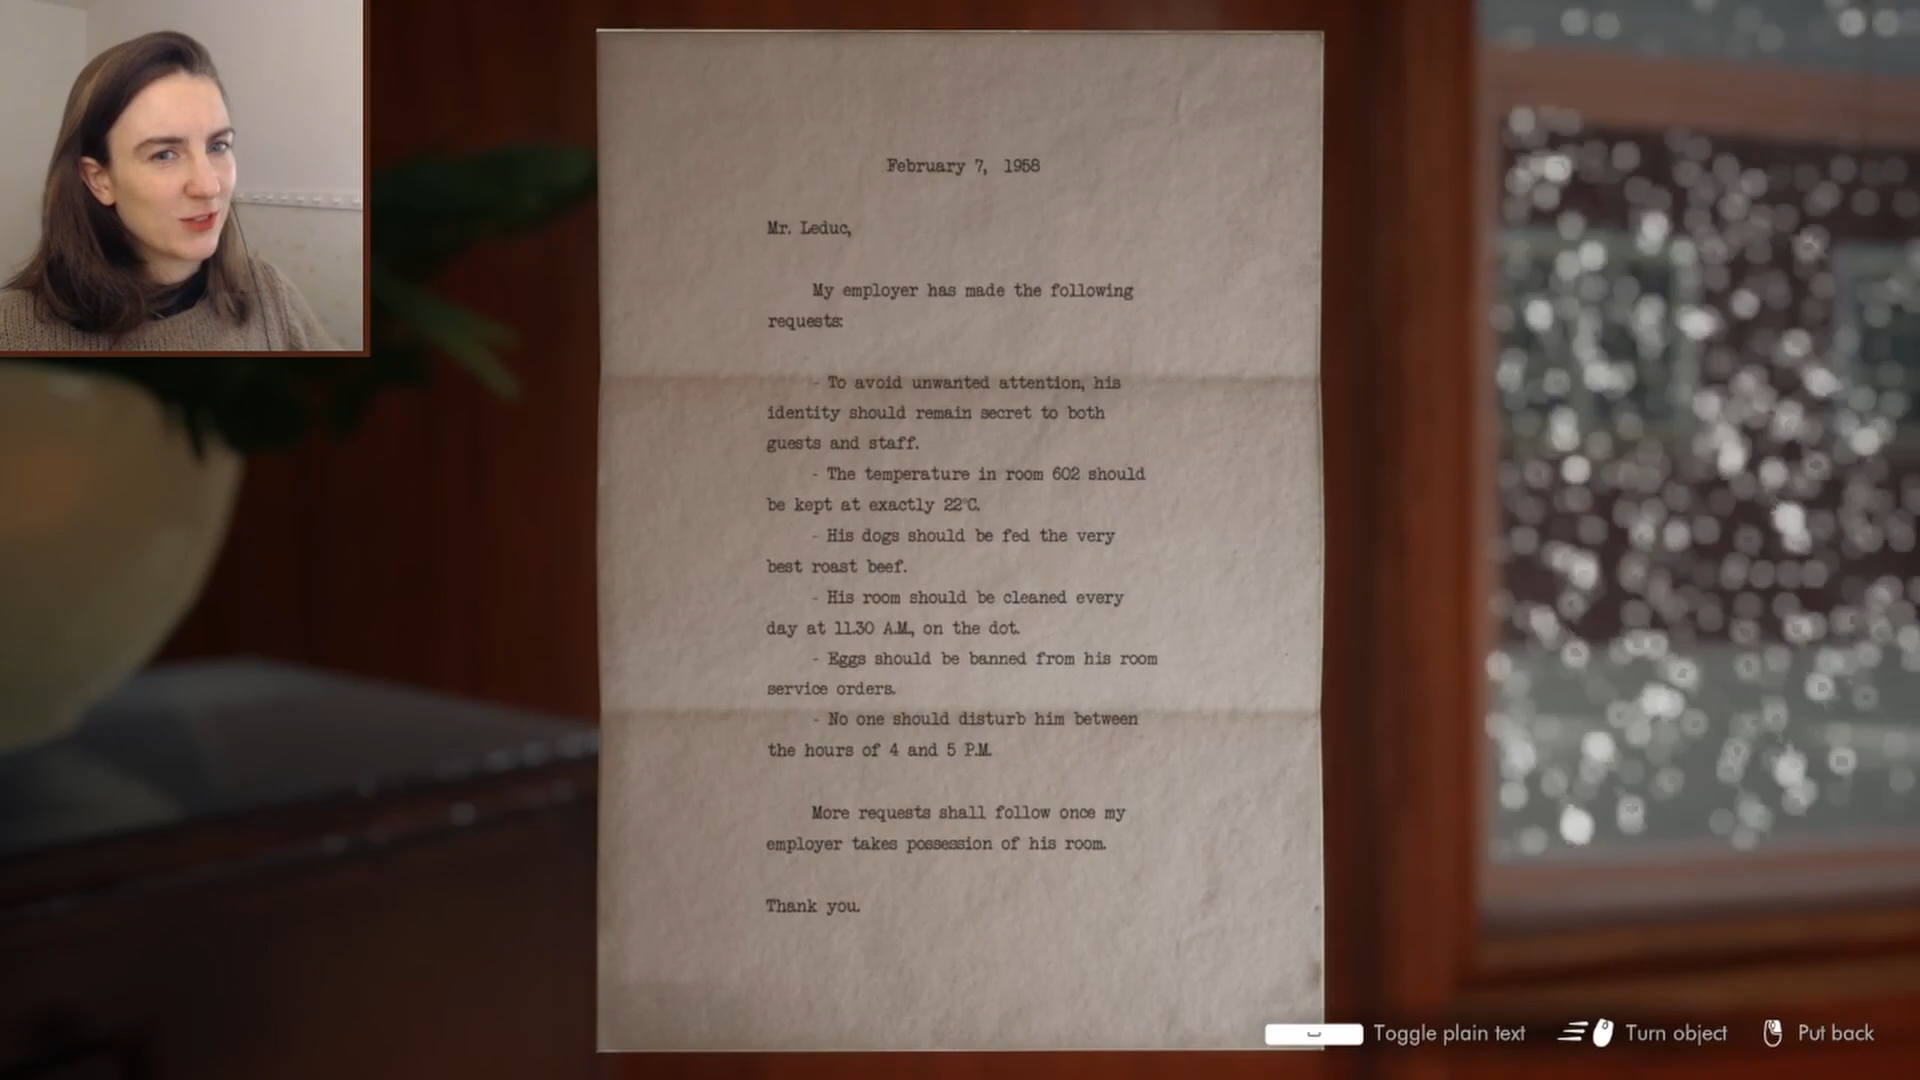 February 7, 1958
Mr. Leduc,
My employer has made the following
requests:
- To avoid unwanted attention, his
identity should remain secret to both
guests and staff.
- The temperature in room 602 should
be kept at exactly 22°C.
- His dogs should be fed the very
best roast beef.
- His room should be cleaned every
day at 11.30 A.M., on the dot.
- Eggs should be banned from his room
service orders.
- No one should disturb him between
the hours of 4 and 5 P.M.
More requests shall follow once my
employer takes possession of his room.
Thank you.
Toggle plain text
Turn object
Put back